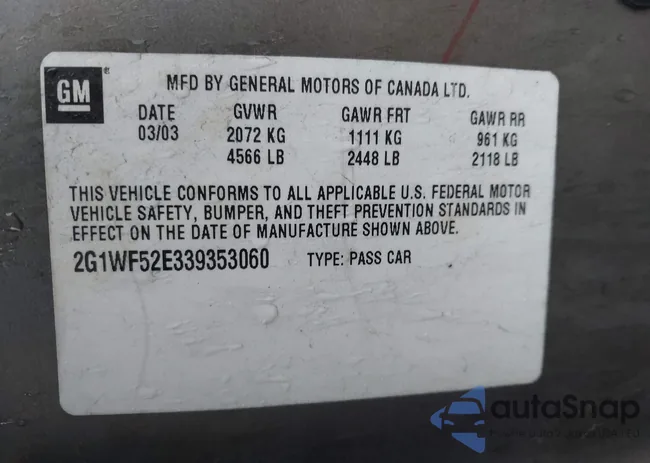 GM
MFD BY GENERAL MOTORS OF CANADA LTD.
DATE GVWR GAWR FRT GAWR RR
03/03 2072 KG 1111 KG 961 KG
4566 LB 2448 LB 2118 LB
THIS VEHICLE CONFORMS TO ALL APPLICABLE U.S. FEDERAL MOTOR
VEHICLE SAFETY, BUMPER, AND THEFT PREVENTION STANDARDS IN
EFFECT ON THE DATE OF MANUFACTURE SHOWN ABOVE.
2G1WF52E339353060 TYPE: PASS CAR
autoSnap